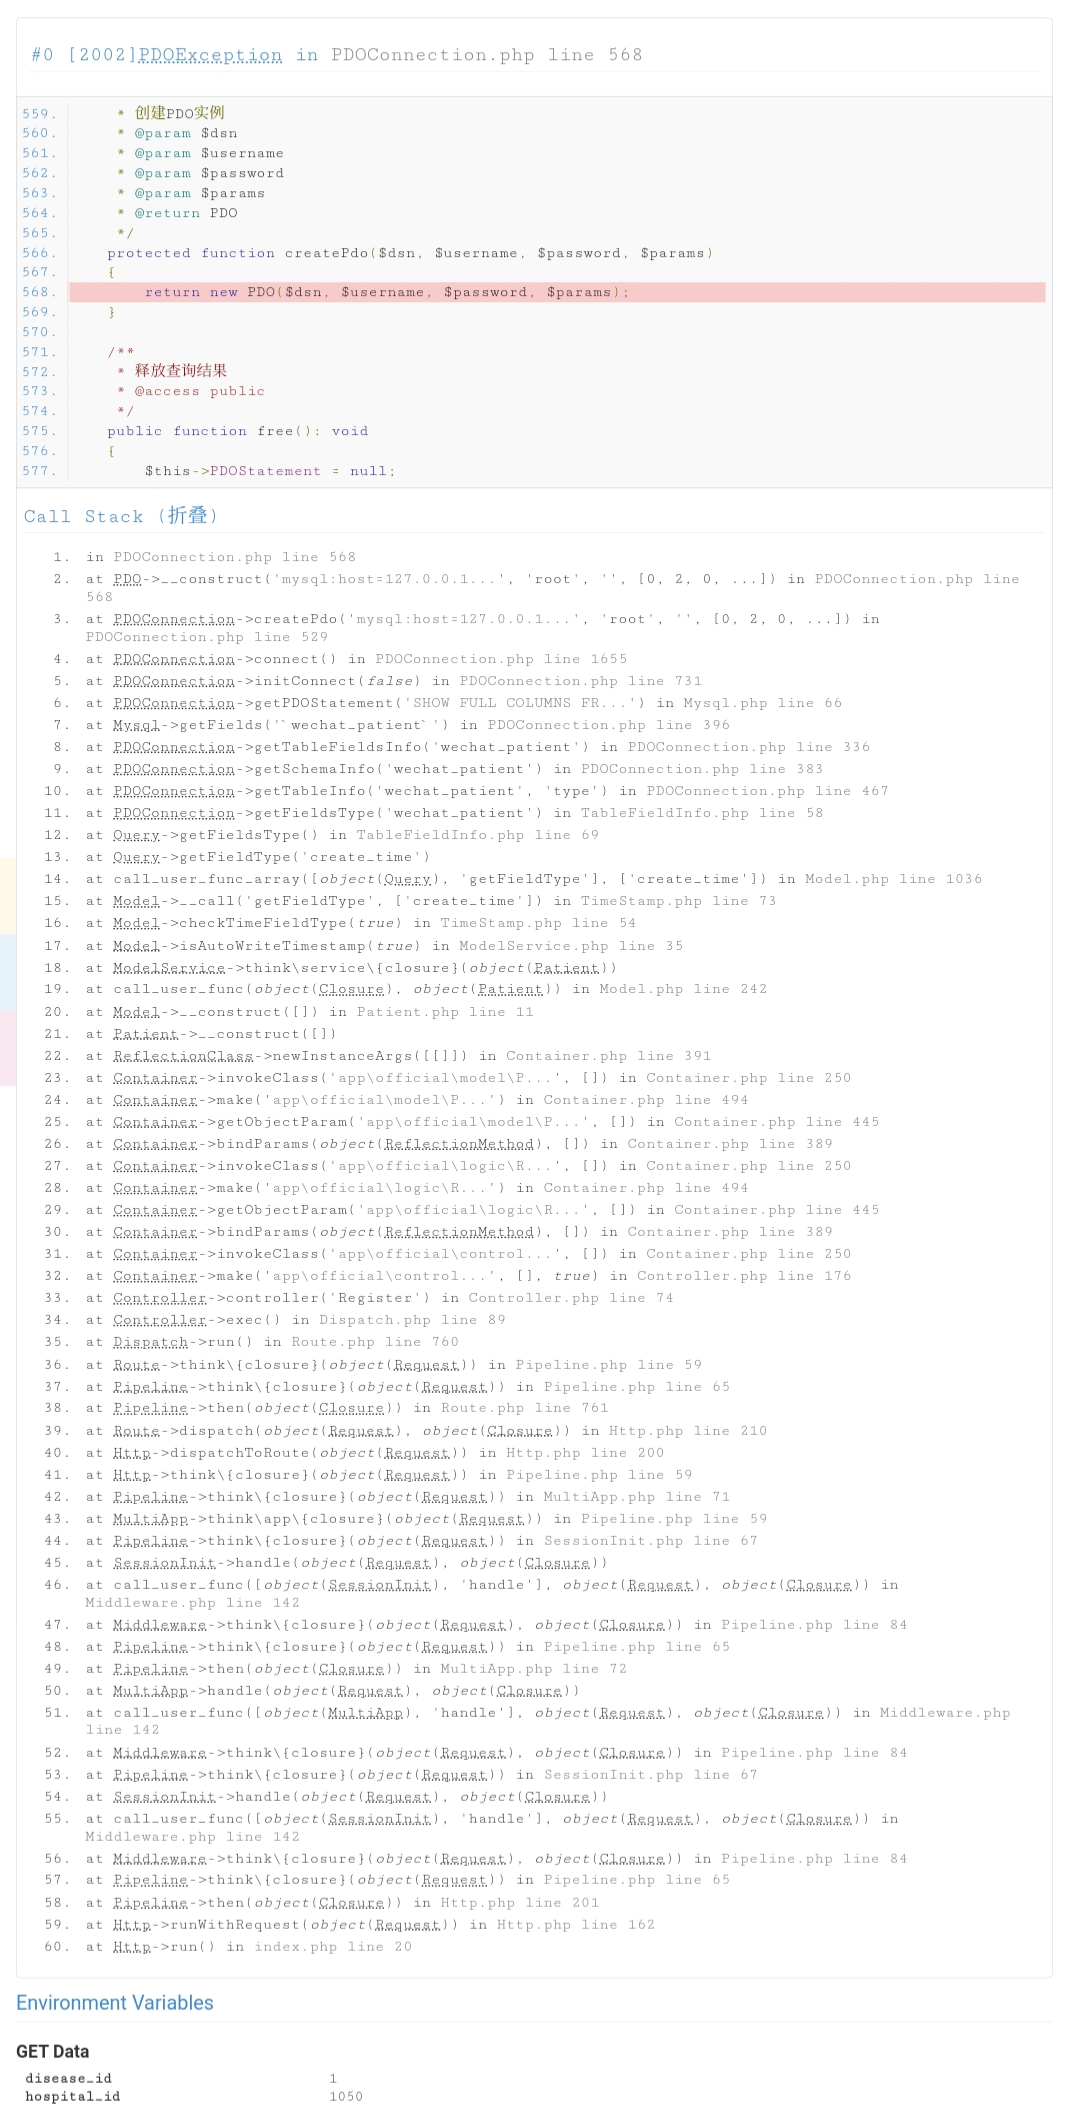 #0 [2002]PDOException in PDOConnection.php line 568
559. * 创建PDO实例
560. * @param $dsn
561. * @param $username
562. * @param $password
563. * @param $params
564. * @return PDO
565. */
566. protected function createPdo($dsn, $username, $password, $params)
567. {
568. return new PDO($dsn, $username, $password, $params);
569. }
570.
571. /**
572. * 释放查询结果
573. * @access public
574. */
575. public function free(): void
576. {
577. $this->PDOStatement = null;
Call Stack (折叠)
1. in PDOConnection.php line 568
2. at PDO->__construct('mysql:host=127.0.0.1...', 'root', '', [0, 2, 0, ...]) in PDOConnection.php line
568
3. at PDOConnection->createPdo('mysql:host=127.0.0.1...', 'root', '', [0, 2, 0, ...]) in
PDOConnection.php line 529
4. at PDOConnection->connect() in PDOConnection.php line 1655
5. at PDOConnection->initConnect(false) in PDOConnection.php line 731
6. at PDOConnection->getPDOStatement('SHOW FULL COLUMNS FR...') in Mysql.php line 66
7. at Mysql->getFields('`wechat_patient`') in PDOConnection.php line 396
8. at PDOConnection->getTableFieldsInfo('wechat_patient') in PDOConnection.php line 336
9. at PDOConnection->getSchemaInfo('wechat_patient') in PDOConnection.php line 383
10. at PDOConnection->getTableInfo('wechat_patient', 'type') in PDOConnection.php line 467
11. at PDOConnection->getFieldsType('wechat_patient') in TableFieldInfo.php line 58
12. at Query->getFieldsType() in TableFieldInfo.php line 69
13. at Query->getFieldType('create_time')
14. at call_user_func_array([object(Query), 'getFieldType'], ['create_time']) in Model.php line 1036
15. at Model->__call('getFieldType', ['create_time']) in TimeStamp.php line 73
16. at Model->checkTimeFieldType(true) in TimeStamp.php line 54
17. at Model->isAutoWriteTimestamp(true) in ModelService.php line 35
18. at ModelService->think\service\{closure}(object(Patient))
19. at call_user_func(object(Closure), object(Patient)) in Model.php line 242
20. at Model->__construct([]) in Patient.php line 11
21. at Patient->__construct([])
22. at ReflectionClass->newInstanceArgs([[]]) in Container.php line 391
23. at Container->invokeClass('app\official\model\P...', []) in Container.php line 250
24. at Container->make('app\official\model\P...') in Container.php line 494
25. at Container->getObjectParam('app\official\model\P...', []) in Container.php line 445
26. at Container->bindParams(object(ReflectionMethod), []) in Container.php line 389
27. at Container->invokeClass('app\official\logic\R...', []) in Container.php line 250
28. at Container->make('app\official\logic\R...') in Container.php line 494
29. at Container->getObjectParam('app\official\logic\R...', []) in Container.php line 445
30. at Container->bindParams(object(ReflectionMethod), []) in Container.php line 389
31. at Container->invokeClass('app\official\control...', []) in Container.php line 250
32. at Container->make('app\official\control...', [], true) in Controller.php line 176
33. at Controller->controller('Register') in Controller.php line 74
34. at Controller->exec() in Dispatch.php line 89
35. at Dispatch->run() in Route.php line 760
36. at Route->think\{closure}(object(Request)) in Pipeline.php line 59
37. at Pipeline->think\{closure}(object(Request)) in Pipeline.php line 65
38. at Pipeline->then(object(Closure)) in Route.php line 761
39. at Route->dispatch(object(Request), object(Closure)) in Http.php line 210
40. at Http->dispatchToRoute(object(Request)) in Http.php line 200
41. at Http->think\{closure}(object(Request)) in Pipeline.php line 59
42. at Pipeline->think\{closure}(object(Request)) in MultiApp.php line 71
43. at MultiApp->think\app\{closure}(object(Request)) in Pipeline.php line 59
44. at Pipeline->think\{closure}(object(Request)) in SessionInit.php line 67
45. at SessionInit->handle(object(Request), object(Closure))
46. at call_user_func([object(SessionInit), 'handle'], object(Request), object(Closure)) in
Middleware.php line 142
47. at Middleware->think\{closure}(object(Request), object(Closure)) in Pipeline.php line 84
48. at Pipeline->think\{closure}(object(Request)) in Pipeline.php line 65
49. at Pipeline->then(object(Closure)) in MultiApp.php line 72
50. at MultiApp->handle(object(Request), object(Closure))
51. at call_user_func([object(MultiApp), 'handle'], object(Request), object(Closure)) in Middleware.php
line 142
52. at Middleware->think\{closure}(object(Request), object(Closure)) in Pipeline.php line 84
53. at Pipeline->think\{closure}(object(Request)) in SessionInit.php line 67
54. at SessionInit->handle(object(Request), object(Closure))
55. at call_user_func([object(SessionInit), 'handle'], object(Request), object(Closure)) in
Middleware.php line 142
56. at Middleware->think\{closure}(object(Request), object(Closure)) in Pipeline.php line 84
57. at Pipeline->think\{closure}(object(Request)) in Pipeline.php line 65
58. at Pipeline->then(object(Closure)) in Http.php line 201
59. at Http->runWithRequest(object(Request)) in Http.php line 162
60. at Http->run() in index.php line 20
Environment Variables
GET Data
disease_id 1
hospital_id 1050